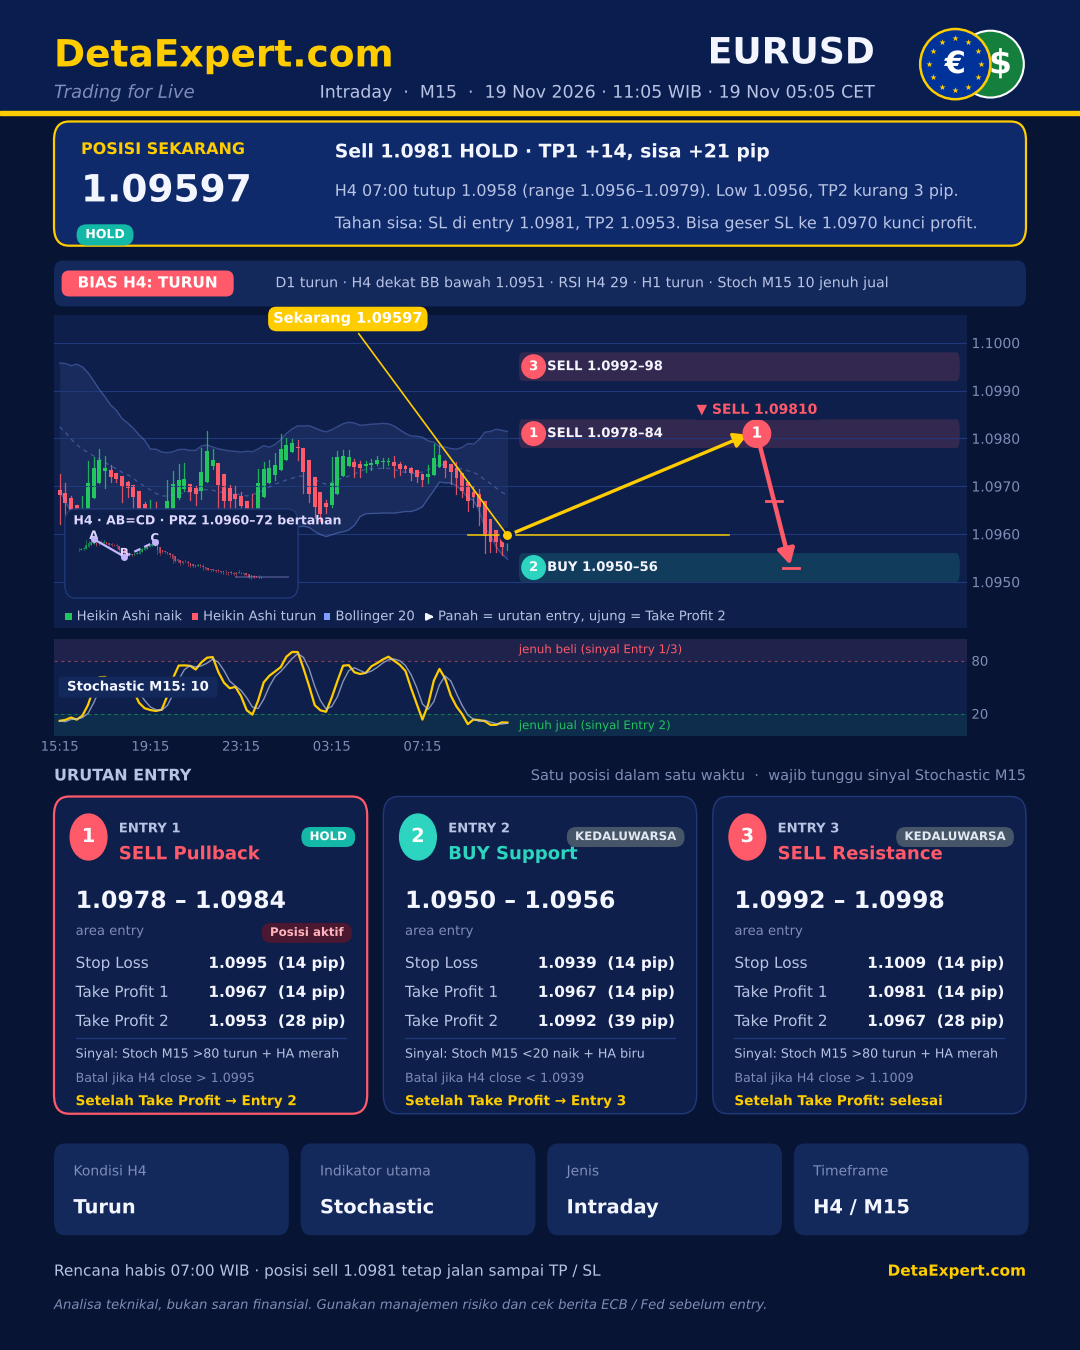 DetaExpert.com
EURUSD
€ $
Trading for Live
Intraday · M15 · 19 Nov 2026 · 11:05 WIB · 19 Nov 05:05 CET
POSISI SEKARANG
1.09597
HOLD
Sell 1.0981 HOLD · TP1 +14, sisa +21 pip
H4 07:00 tutup 1.0958 (range 1.0956–1.0979). Low 1.0956, TP2 kurang 3 pip.
Tahan sisa: SL di entry 1.0981, TP2 1.0953. Bisa geser SL ke 1.0970 kunci profit.
BIAS H4: TURUN
D1 turun · H4 dekat BB bawah 1.0951 · RSI H4 29 · H1 turun · Stoch M15 10 jenuh jual
Sekarang 1.09597
1.1000
3 SELL 1.0992–98
1.0990
▼ SELL 1.09810
1 SELL 1.0978–84
1
1.0980
1.0970
H4 · AB=CD · PRZ 1.0960–72 bertahan
A
B
C
1.0960
2 BUY 1.0950–56
1.0950
Heikin Ashi naik
Heikin Ashi turun
Bollinger 20
Panah = urutan entry, ujung = Take Profit 2
jenuh beli (sinyal Entry 1/3)
80
Stochastic M15: 10
20
jenuh jual (sinyal Entry 2)
15:15 19:15 23:15 03:15 07:15
URUTAN ENTRY
Satu posisi dalam satu waktu · wajib tunggu sinyal Stochastic M15
1
ENTRY 1
HOLD
SELL Pullback
1.0978 – 1.0984
area entry
Posisi aktif
Stop Loss 1.0995 (14 pip)
Take Profit 1 1.0967 (14 pip)
Take Profit 2 1.0953 (28 pip)
Sinyal: Stoch M15 >80 turun + HA merah
Batal jika H4 close > 1.0995
Setelah Take Profit → Entry 2
2
ENTRY 2
KEDALUWARSA
BUY Support
1.0950 – 1.0956
area entry
Stop Loss 1.0939 (14 pip)
Take Profit 1 1.0967 (14 pip)
Take Profit 2 1.0992 (39 pip)
Sinyal: Stoch M15 <20 naik + HA biru
Batal jika H4 close < 1.0939
Setelah Take Profit → Entry 3
3
ENTRY 3
KEDALUWARSA
SELL Resistance
1.0992 – 1.0998
area entry
Stop Loss 1.1009 (14 pip)
Take Profit 1 1.0981 (14 pip)
Take Profit 2 1.0967 (28 pip)
Sinyal: Stoch M15 >80 turun + HA merah
Batal jika H4 close > 1.1009
Setelah Take Profit: selesai
Kondisi H4
Turun
Indikator utama
Stochastic
Jenis
Intraday
Timeframe
H4 / M15
Rencana habis 07:00 WIB · posisi sell 1.0981 tetap jalan sampai TP / SL
DetaExpert.com
Analisa teknikal, bukan saran finansial. Gunakan manajemen risiko dan cek berita ECB / Fed sebelum entry.